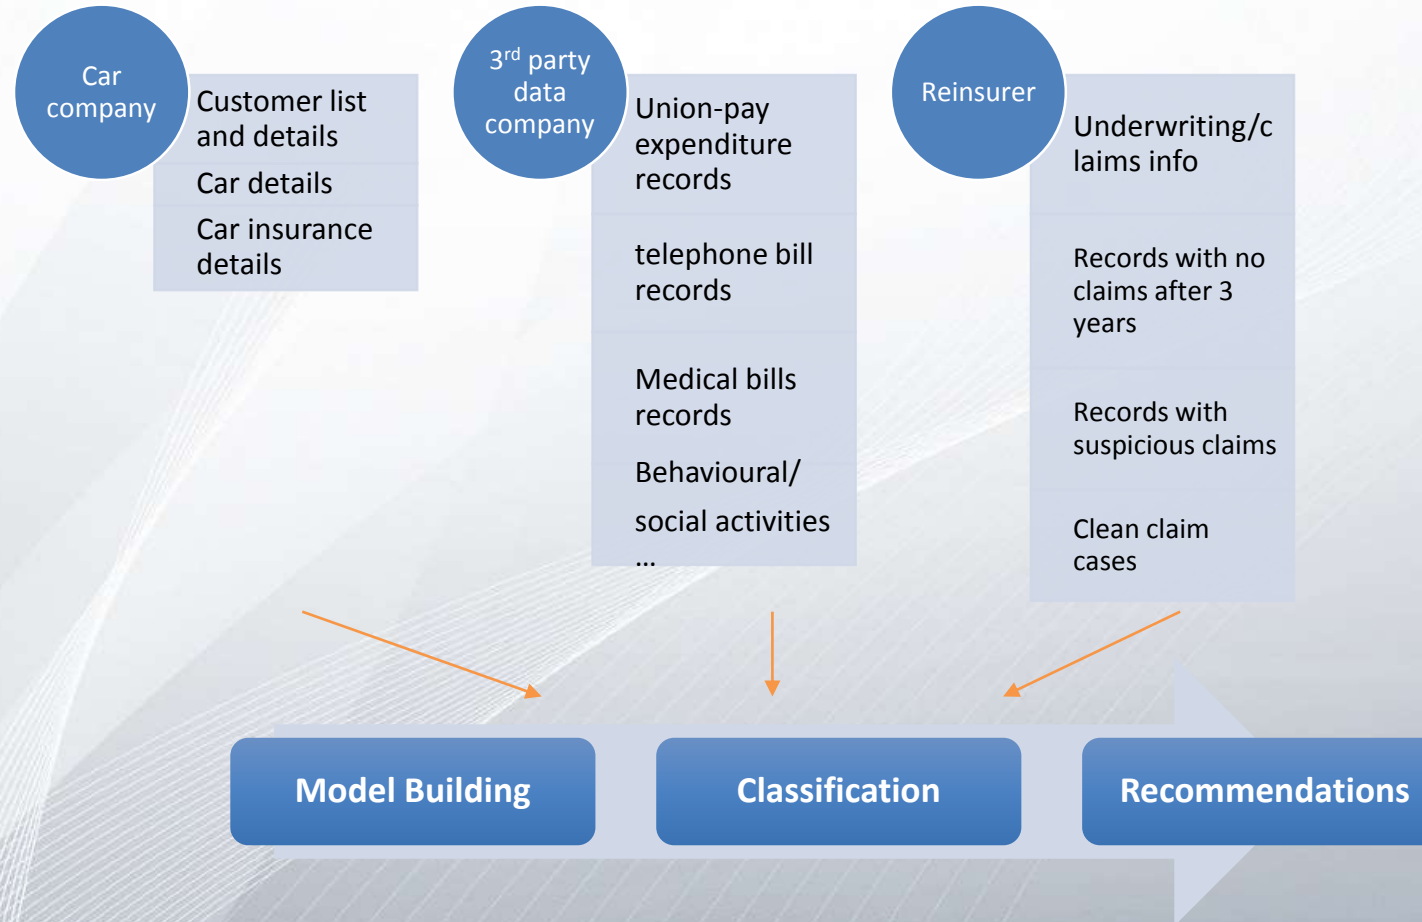 Car
company
Customer list
and details
Car details
Car insurance
details
3rd party
data
company
Union-pay
expenditure
records
telephone bill
records
Medical bills
records
Behavioural/
social activities
...
Reinsurer
Underwriting/c
laims info
Records with no
claims after 3
years
Records with
suspicious claims
Clean claim
cases
Model Building
Classification
Recommendations